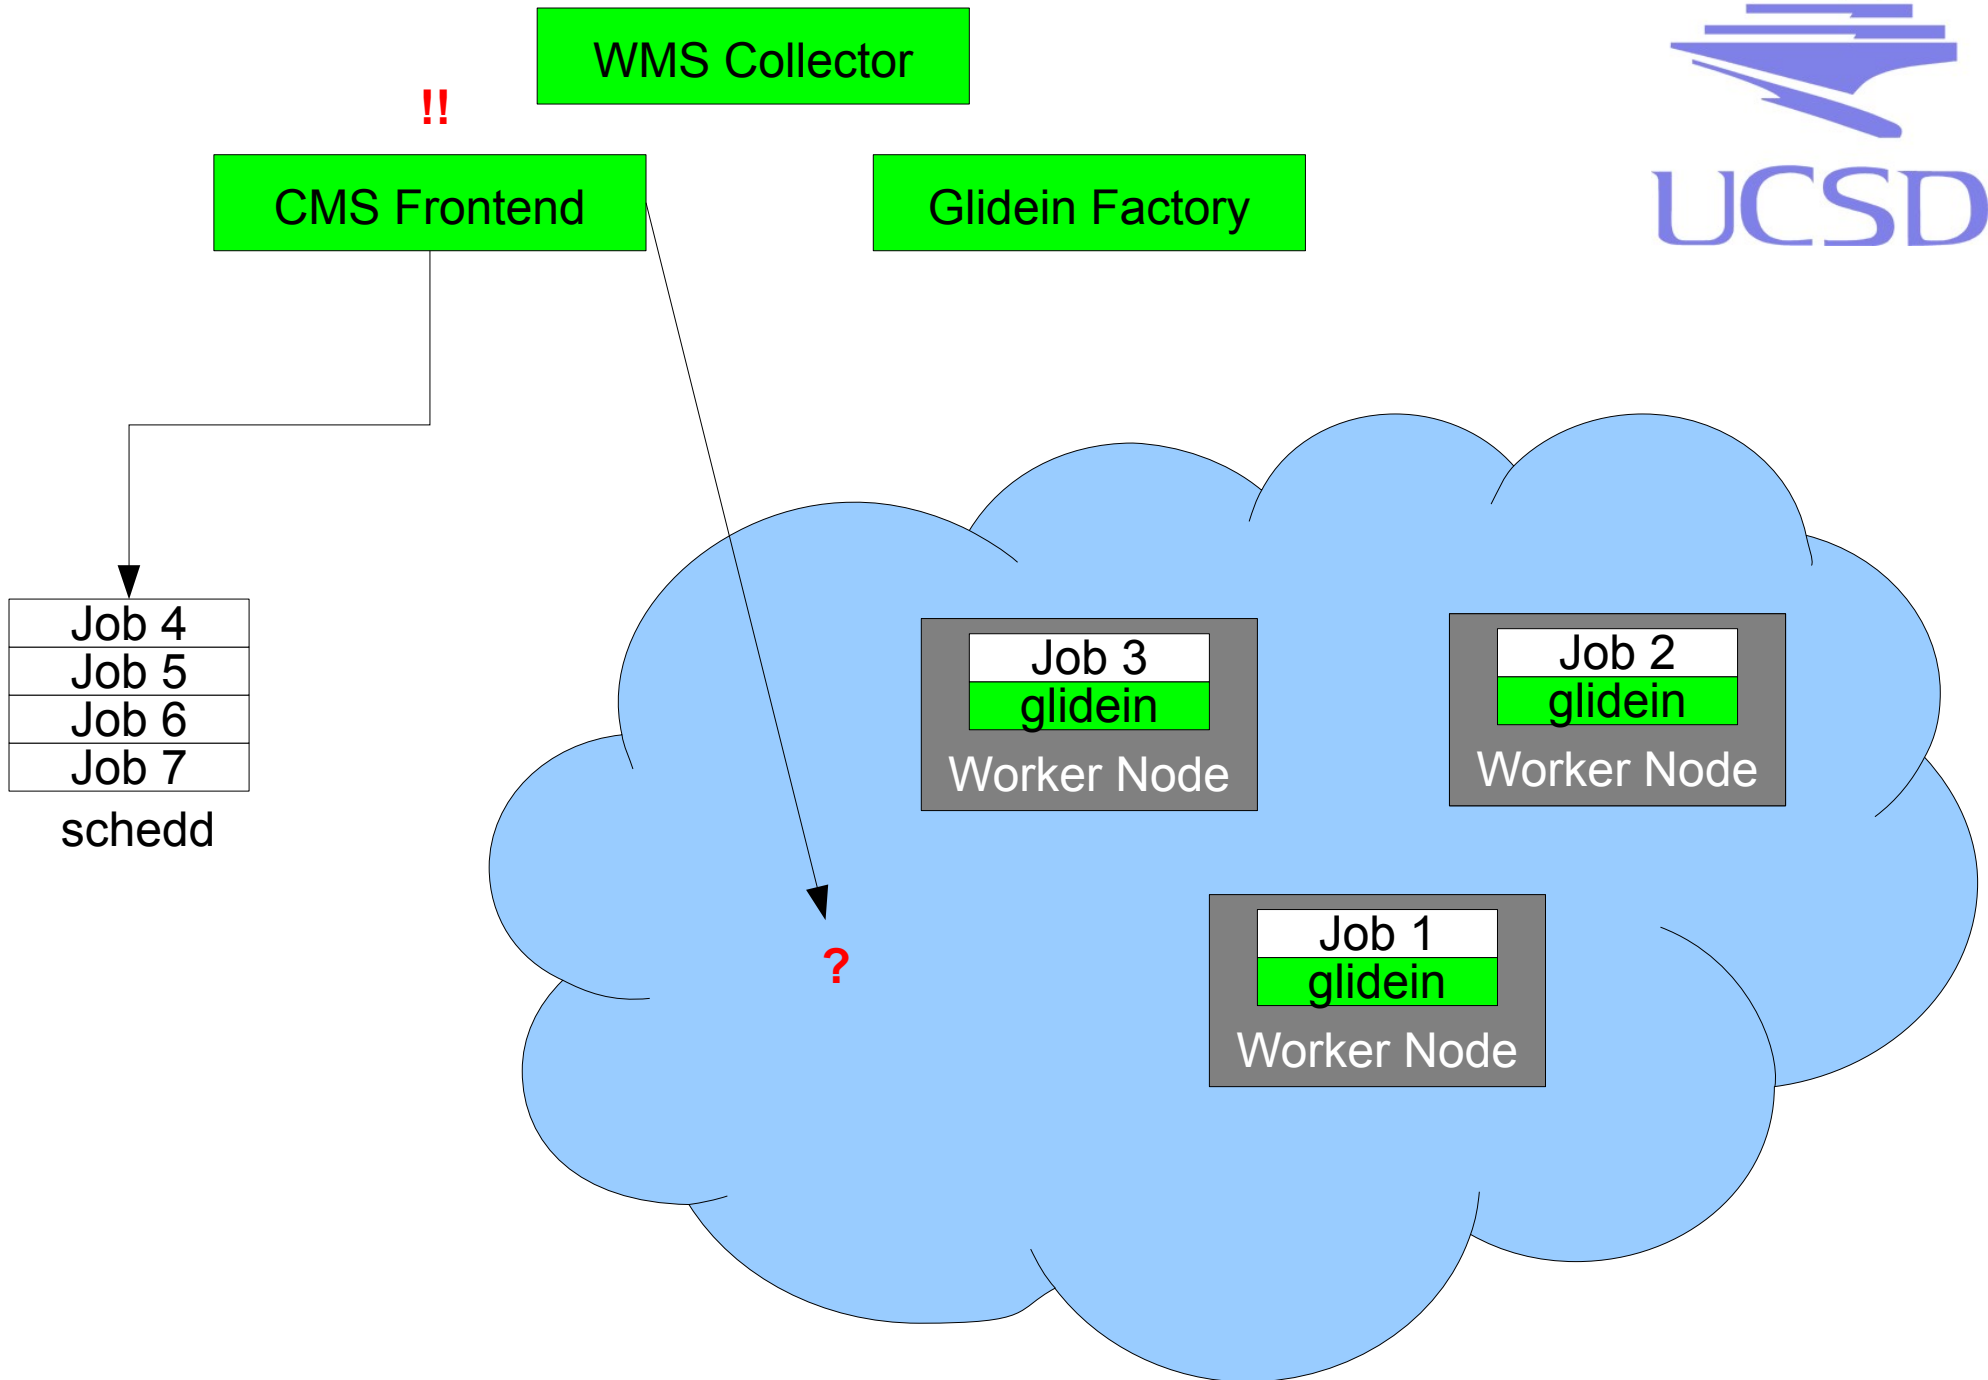 WMS Collector
!!
CMS Frontend
Glidein Factory
UCSD
Job 4
Job 5
Job 6
Job 7
schedd
Job 3
glidein
Worker Node
Job 2
glidein
Worker Node
?
Job 1
glidein
Worker Node